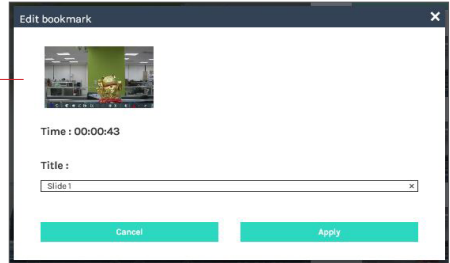 Edit bookmark
Time : 00:00:43
Title :
Slide 1
Cancel Apply